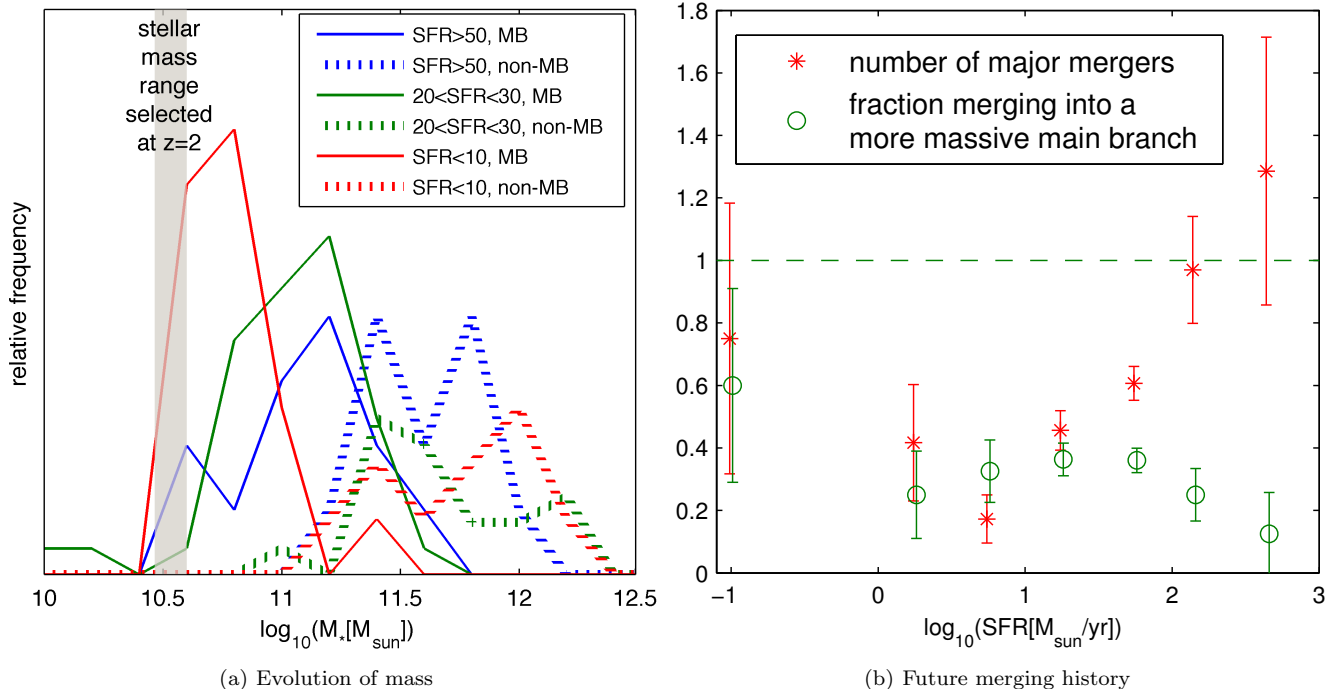 stellar
mass
range
selected
at z=2
SFR>50, MB
SFR>50, non-MB
20<SFR<30, MB
20<SFR<30, non-MB
SFR<10, MB
SFR<10, non-MB
relative frequency
10
10.5
11
11.5
12
12.5
log10(M*[Msun])
(a) Evolution of mass
number of major mergers
fraction merging into a
more massive main branch
1.8
1.6
1.4
1.2
1
0.8
0.6
0.4
0.2
0
−1
0
1
2
3
log10(SFR[Msun/yr])
(b) Future merging history